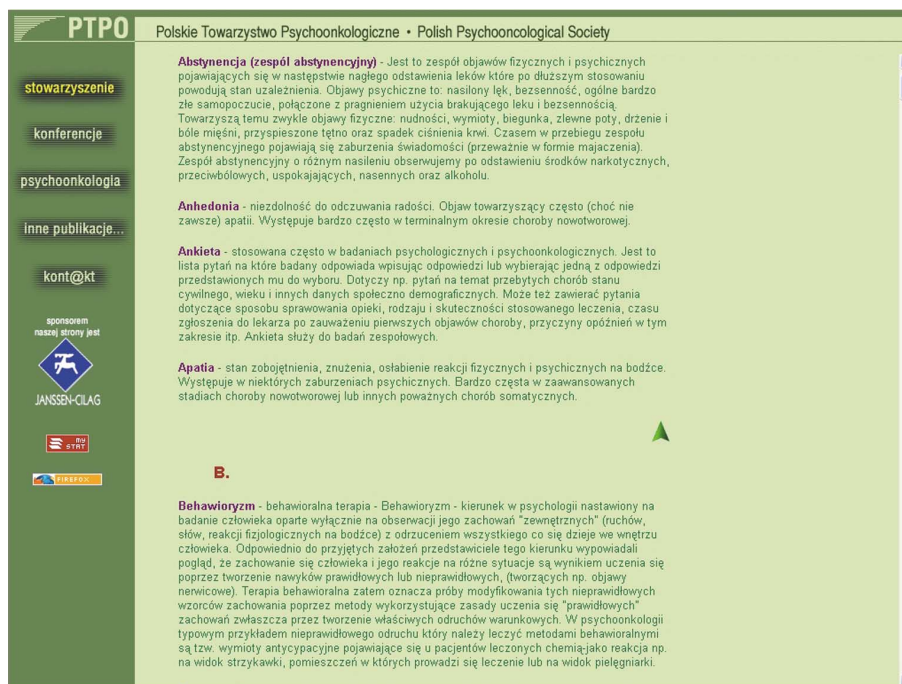 PTPO
Polskie Towarzystwo Psychoonkologiczne • Polish Psychooncological Society
stowarzyszenie
konferencje
psychoonkologia
inne publikacje...
kont@kt
sponsorem
naszej strony jest
JANSSEN-CILAG
MY
STAT
FIREFOX
Abstynencja (zespól abstynencyjny) - Jest to zespół objawów fizycznych i psychicznych
pojawiających się w następstwie nagłego odstawienia leków które po dłuższym stosowaniu
powodują stan uzależnienia. Objawy psychiczne to: nasilony lęk, bezsenność, ogólne bardzo
złe samopoczucie, połączone z pragnieniem użycia brakującego leku i bezsennością.
Towarzyszą temu zwykle objawy fizyczne: nudności, wymioty, biegunka, zlewne poty, drżenie i
bóle mięśni, przyspieszone tętno oraz spadek ciśnienia krwi. Czasem w przebiegu zespołu
abstynencyjnego pojawiają się zaburzenia świadomości (przeważnie w formie majaczenia).
Zespół abstynencyjny o różnym nasileniu obserwujemy po odstawieniu środków narkotycznych,
przeciwbólowych, uspokajających, nasennych oraz alkoholu.
Anhedonia - niezdolność do odczuwania radości. Objaw towarzyszący często (choć nie
zawsze) apatii. Występuje bardzo często w terminalnym okresie choroby nowotworowej.
Ankieta - stosowana często w badaniach psychologicznych i psychoonkologicznych. Jest to
lista pytań na które badany odpowiada wpisując odpowiedzi lub wybierając jedną z odpowiedzi
przedstawionych mu do wyboru. Dotyczy np. pytań na temat przebytych chorób stanu
cywilnego, wieku i innych danych społeczno demograficznych. Może też zawierać pytania
dotyczące sposobu sprawowania opieki, rodzaju i skuteczności stosowanego leczenia, czasu
zgłoszenia do lekarza po zauważeniu pierwszych objawów choroby, przyczyny opóźnień w tym
zakresie itp. Ankieta służy do badań zespołowych.
Apatia - stan zobojętnienia, znużenia, osłabienie reakcji fizycznych i psychicznych na bodźce.
Występuje w niektórych zaburzeniach psychicznych. Bardzo częsta w zaawansowanych
stadiach choroby nowotworowej lub innych poważnych chorób somatycznych.
B.
Behawioryzm - behawioralna terapia - Behawioryzm - kierunek w psychologii nastawiony na
badanie człowieka oparte wyłącznie na obserwacji jego zachowań "zewnętrznych" (ruchów,
słów, reakcji fizjologicznych na bodźce) z odrzuceniem wszystkiego co się dzieje we wnętrzu
człowieka. Odpowiednio do przyjętych założeń przedstawiciele tego kierunku wypowiadali
pogląd, że zachowanie się człowieka i jego reakcje na różne sytuacje są wynikiem uczenia się
poprzez tworzenie nawyków prawidłowych lub nieprawidłowych, (tworzących np. objawy
nerwicowe). Terapia behawioralna zatem oznacza próby modyfikowania tych nieprawidłowych
wzorców zachowania poprzez metody wykorzystujące zasady uczenia się "prawidłowych"
zachowań zwłaszcza przez tworzenie właściwych odruchów warunkowych. W psychoonkologii
typowym przykładem nieprawidłowego odruchu który należy leczyć metodami behawioralnymi
są tzw. wymioty antycypacyjne pojawiające się u pacjentów leczonych chemią-jako reakcja np.
na widok strzykawki, pomieszczeń w których prowadzi się leczenie lub na widok pielęgniarki.